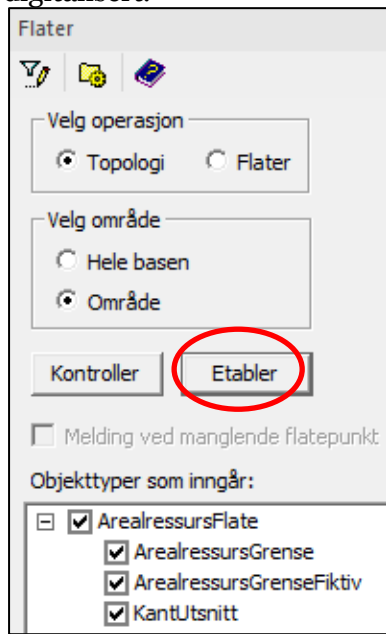 digitalisert.
Flater
Velg operasjon
Topologi Flater
Velg område
Hele basen
Område
Kontroller Etabler
Melding ved manglende flatepunkt
Objekttyper som inngår:
ArealressursFlate
ArealressursGrense
ArealressursGrenseFiktiv
KantUtsnitt